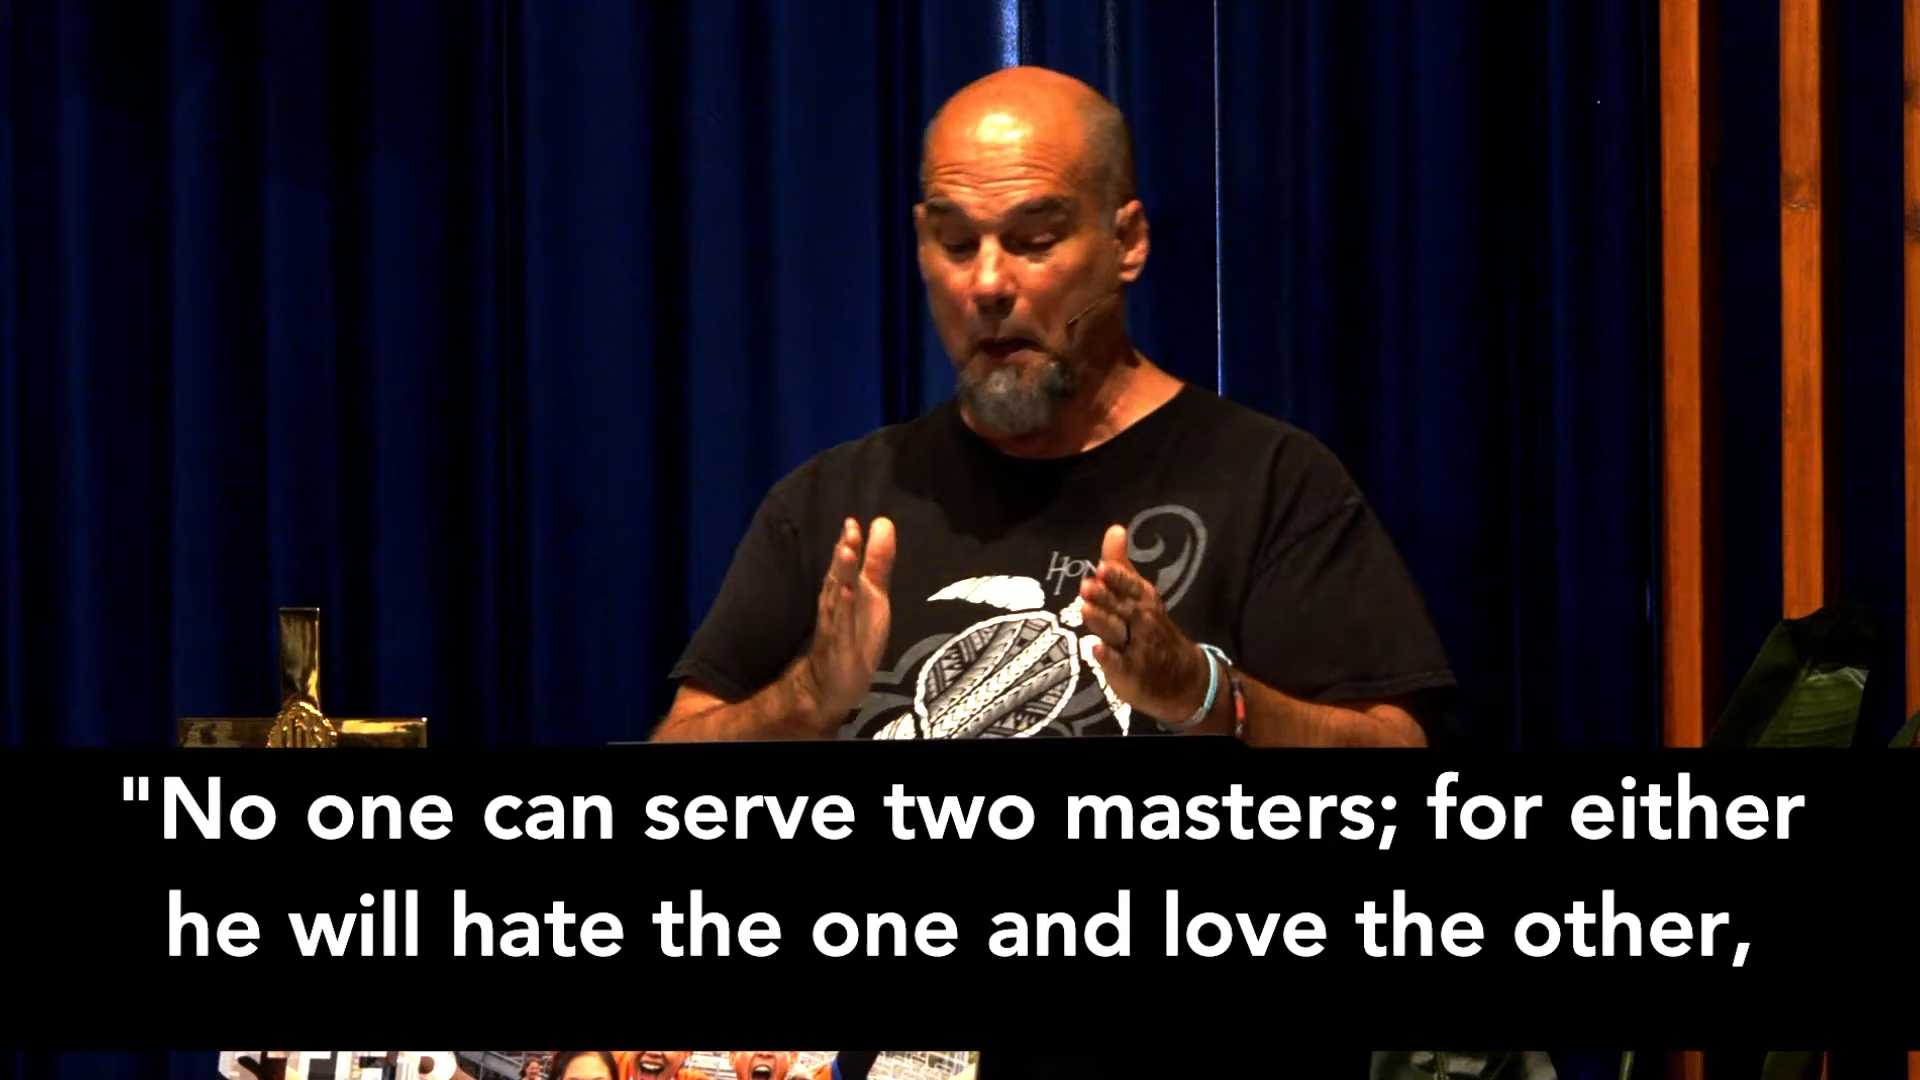 "No one can serve two masters; for either
he will hate the one and love the other,